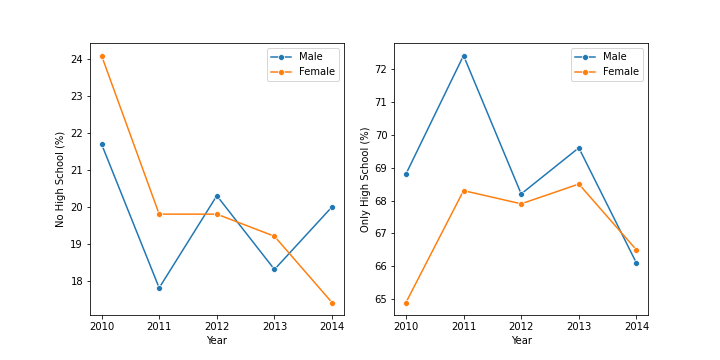 No High School (%)
24
23
22
21
20
19
18
2010 2011 2012 2013 2014
Year
Male
Female
Only High School (%)
72
71
70
69
68
67
66
65
2010 2011 2012 2013 2014
Year
Male
Female